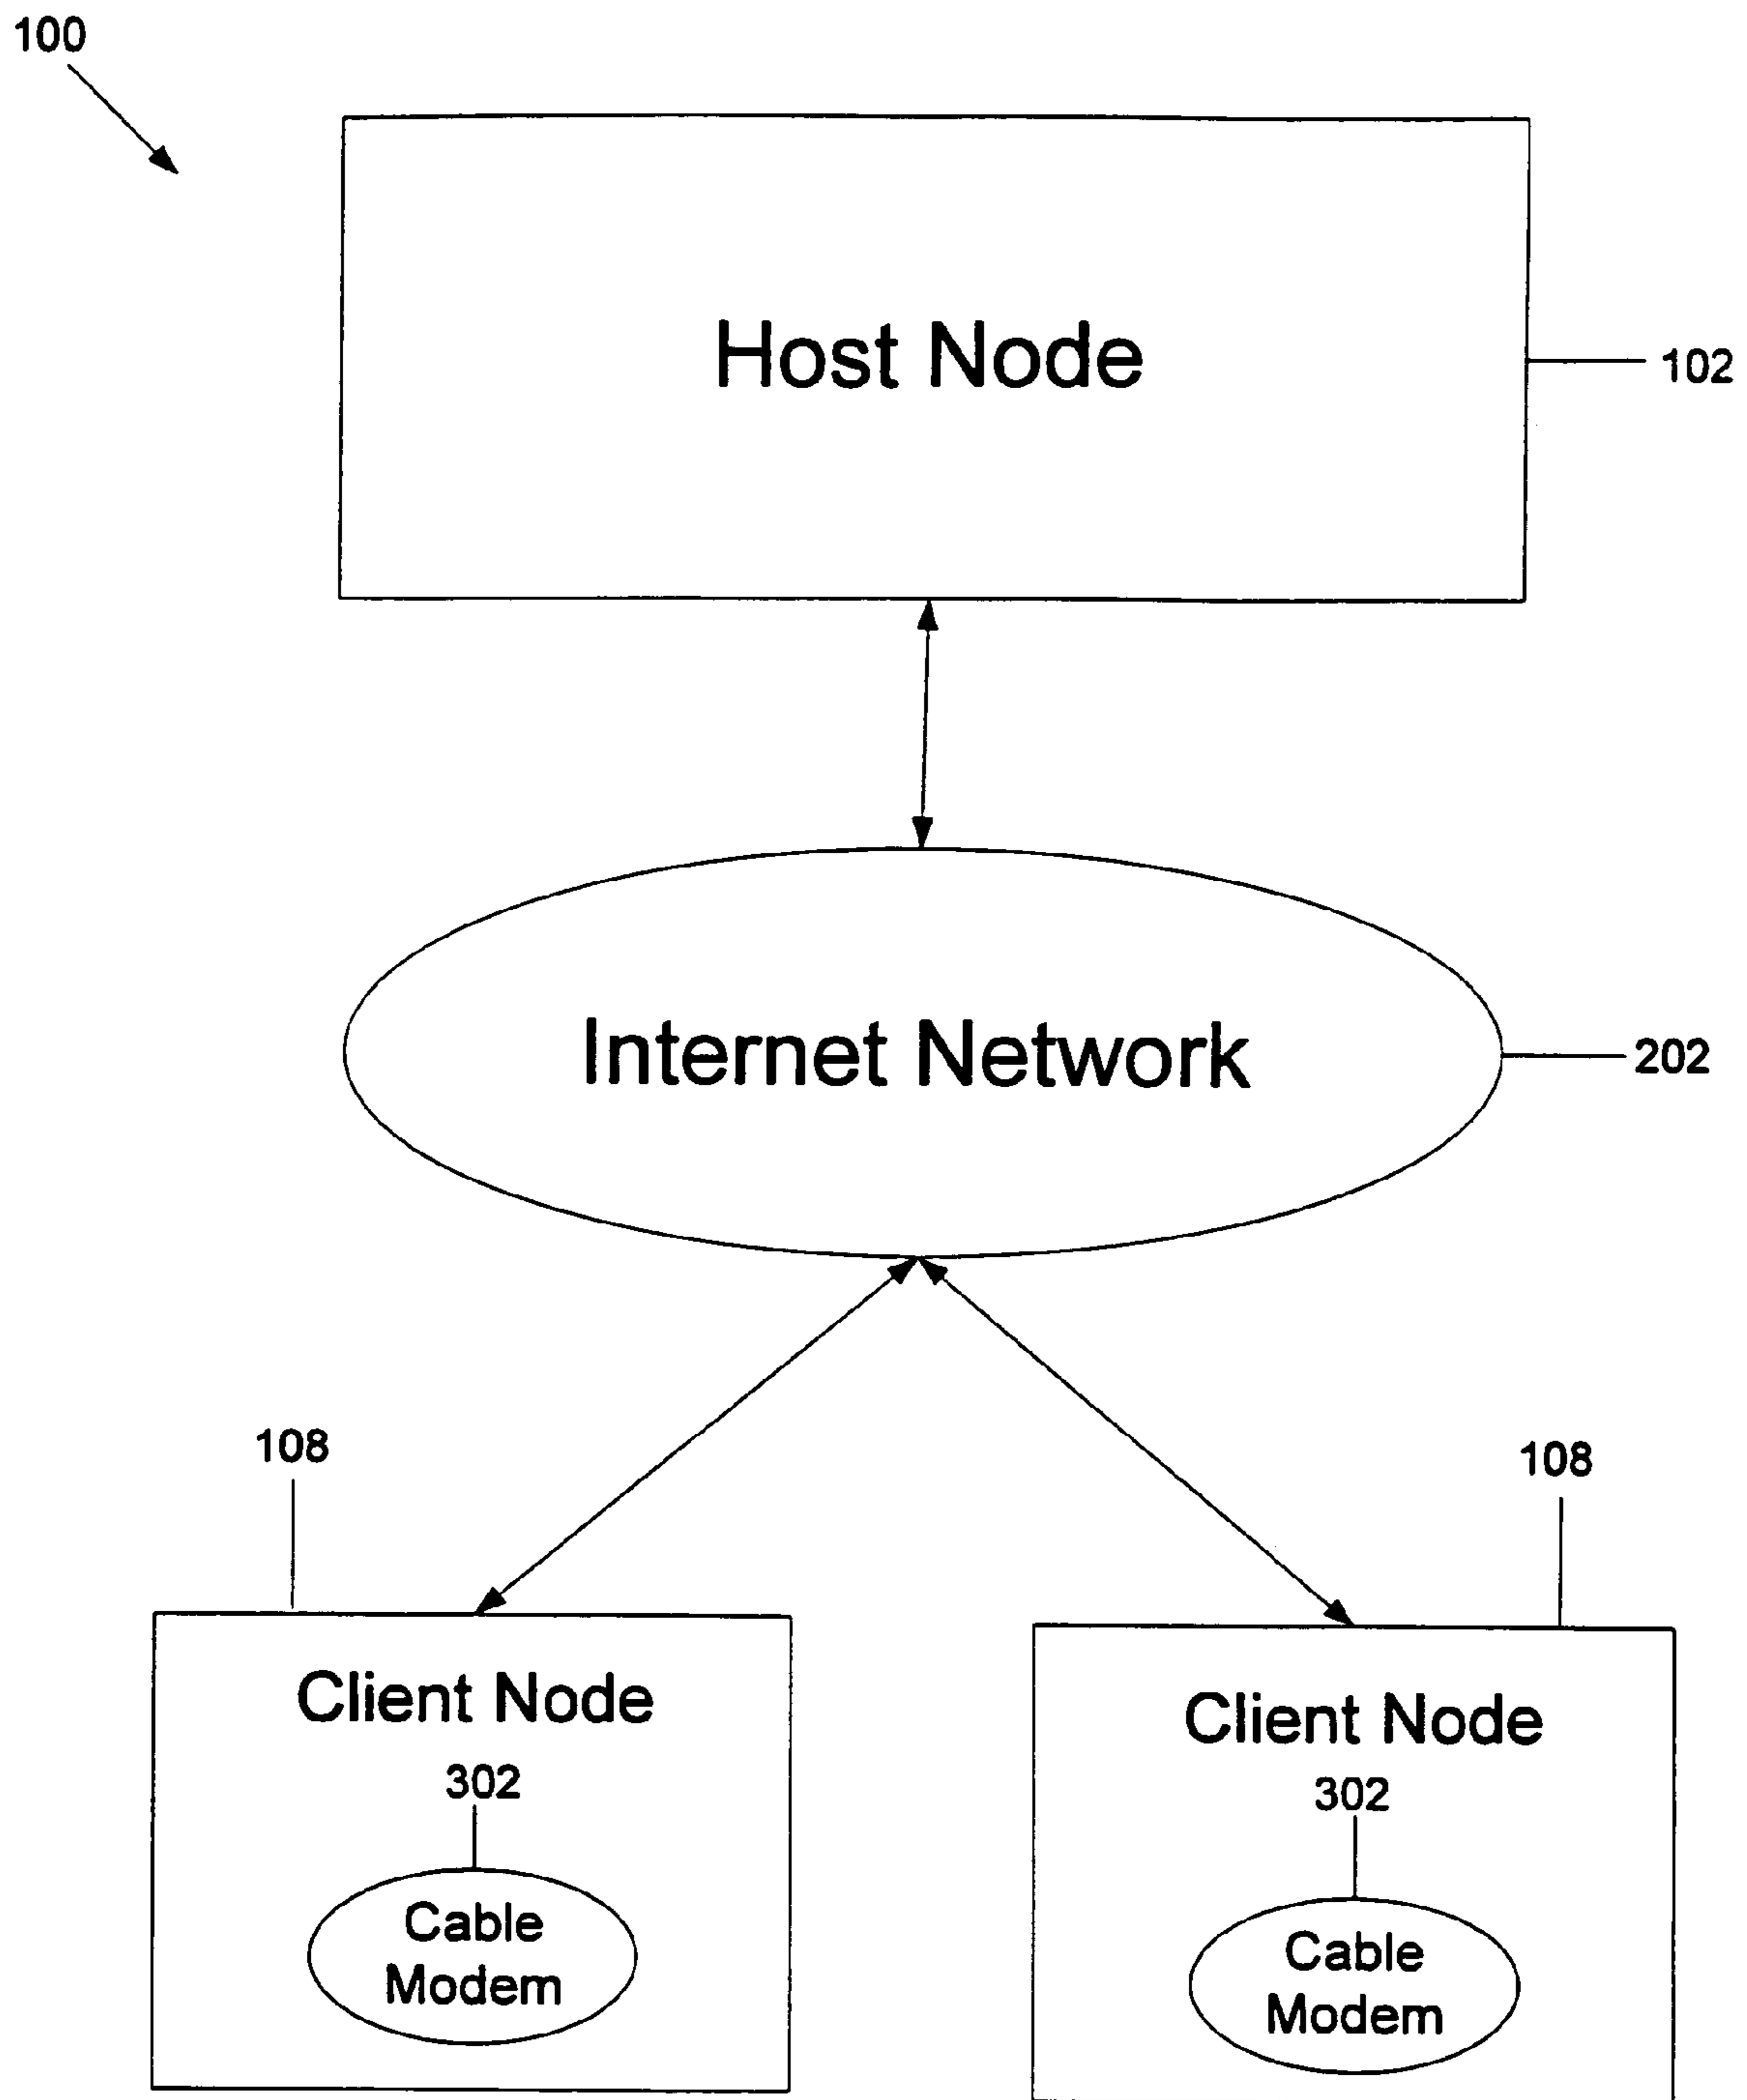 100
Host Node
102
Internet Network
202
108
108
Client Node
302
Cable
Modem
Client Node
302
Cable
Modem